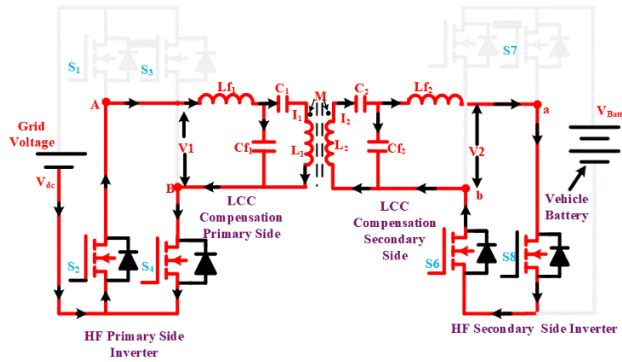 S7
S1
S3
Lf1
C1
M
C2
Lf2
A
a
VBatt
Grid
Voltage
I1
I2
V1
Cf1
L1
L2
Cf2
V2
Vdc
B
b
LCC
Compensation
Primary Side
LCC
Compensation
Secondary
Side
Vehicle
Battery
S2
S4
S6
S8
HF Primary Side
Inverter
HF Secondary Side Inverter